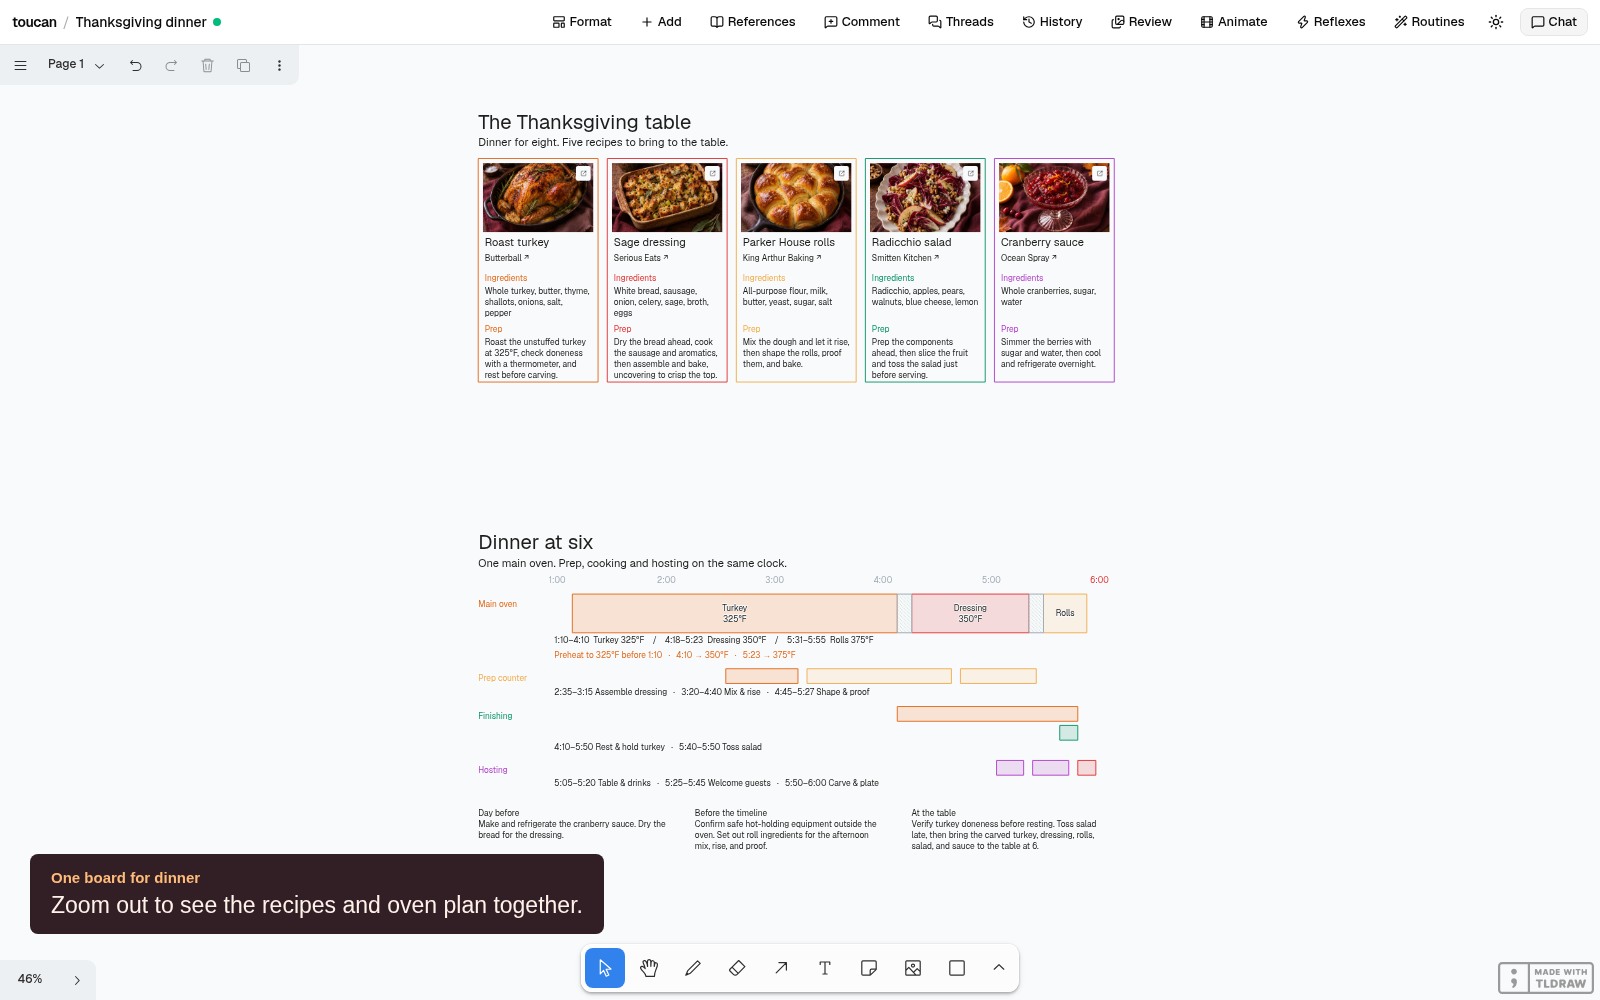 toucan / Thanksgiving dinner
Format
Add
References
Comment
Threads
History
Review
Animate
Reflexes
Routines
Chat
Page 1
The Thanksgiving table
Dinner for eight. Five recipes to bring to the table.
Roast turkey
Butterball ↗
Ingredients
Whole turkey, butter, thyme,
shallots, onions, salt,
pepper
Prep
Roast the unstuffed turkey
at 325°F, check doneness
with a thermometer, and
rest before carving.
Sage dressing
Serious Eats ↗
Ingredients
White bread, sausage,
onion, celery, sage, broth,
eggs
Prep
Dry the bread ahead, cook
the sausage and aromatics,
then assemble and bake,
uncovering to crisp the top.
Parker House rolls
King Arthur Baking ↗
Ingredients
All-purpose flour, milk,
butter, yeast, sugar, salt
Prep
Mix the dough and let it rise,
then shape the rolls, proof
them, and bake.
Radicchio salad
Smitten Kitchen ↗
Ingredients
Radicchio, apples, pears,
walnuts, blue cheese, lemon
Prep
Prep the components
ahead, then slice the fruit
and toss the salad just
before serving.
Cranberry sauce
Ocean Spray ↗
Ingredients
Whole cranberries, sugar,
water
Prep
Simmer the berries with
sugar and water, then cool
and refrigerate overnight.
Dinner at six
One main oven. Prep, cooking and hosting on the same clock.
1:00 2:00 3:00 4:00 5:00 6:00
Main oven
Turkey
325°F
Dressing
350°F
Rolls
1:10–4:10 Turkey 325°F / 4:18–5:23 Dressing 350°F / 5:31–5:55 Rolls 375°F
Preheat to 325°F before 1:10 · 4:10 → 350°F · 5:23 → 375°F
Prep counter
2:35–3:15 Assemble dressing · 3:20–4:40 Mix & rise · 4:45–5:27 Shape & proof
Finishing
4:10–5:50 Rest & hold turkey · 5:40–5:50 Toss salad
Hosting
5:05–5:20 Table & drinks · 5:25–5:45 Welcome guests · 5:50–6:00 Carve & plate
Day before
Make and refrigerate the cranberry sauce. Dry the
bread for the dressing.
Before the timeline
Confirm safe hot-holding equipment outside the
oven. Set out roll ingredients for the afternoon
mix, rise, and proof.
At the table
Verify turkey doneness before resting. Toss salad
late, then bring the carved turkey, dressing, rolls,
salad, and sauce to the table at 6.
One board for dinner
Zoom out to see the recipes and oven plan together.
46%
MADE WITH
TLDRAW